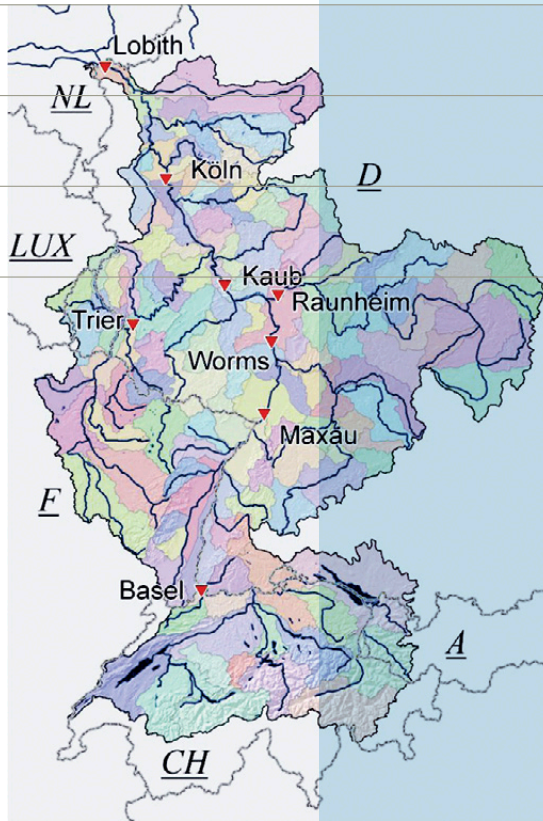 Lobith
NL
Köln
D
LUX
Kaub
Raunheim
Trier
Worms
Maxau
F
Basel
A
CH